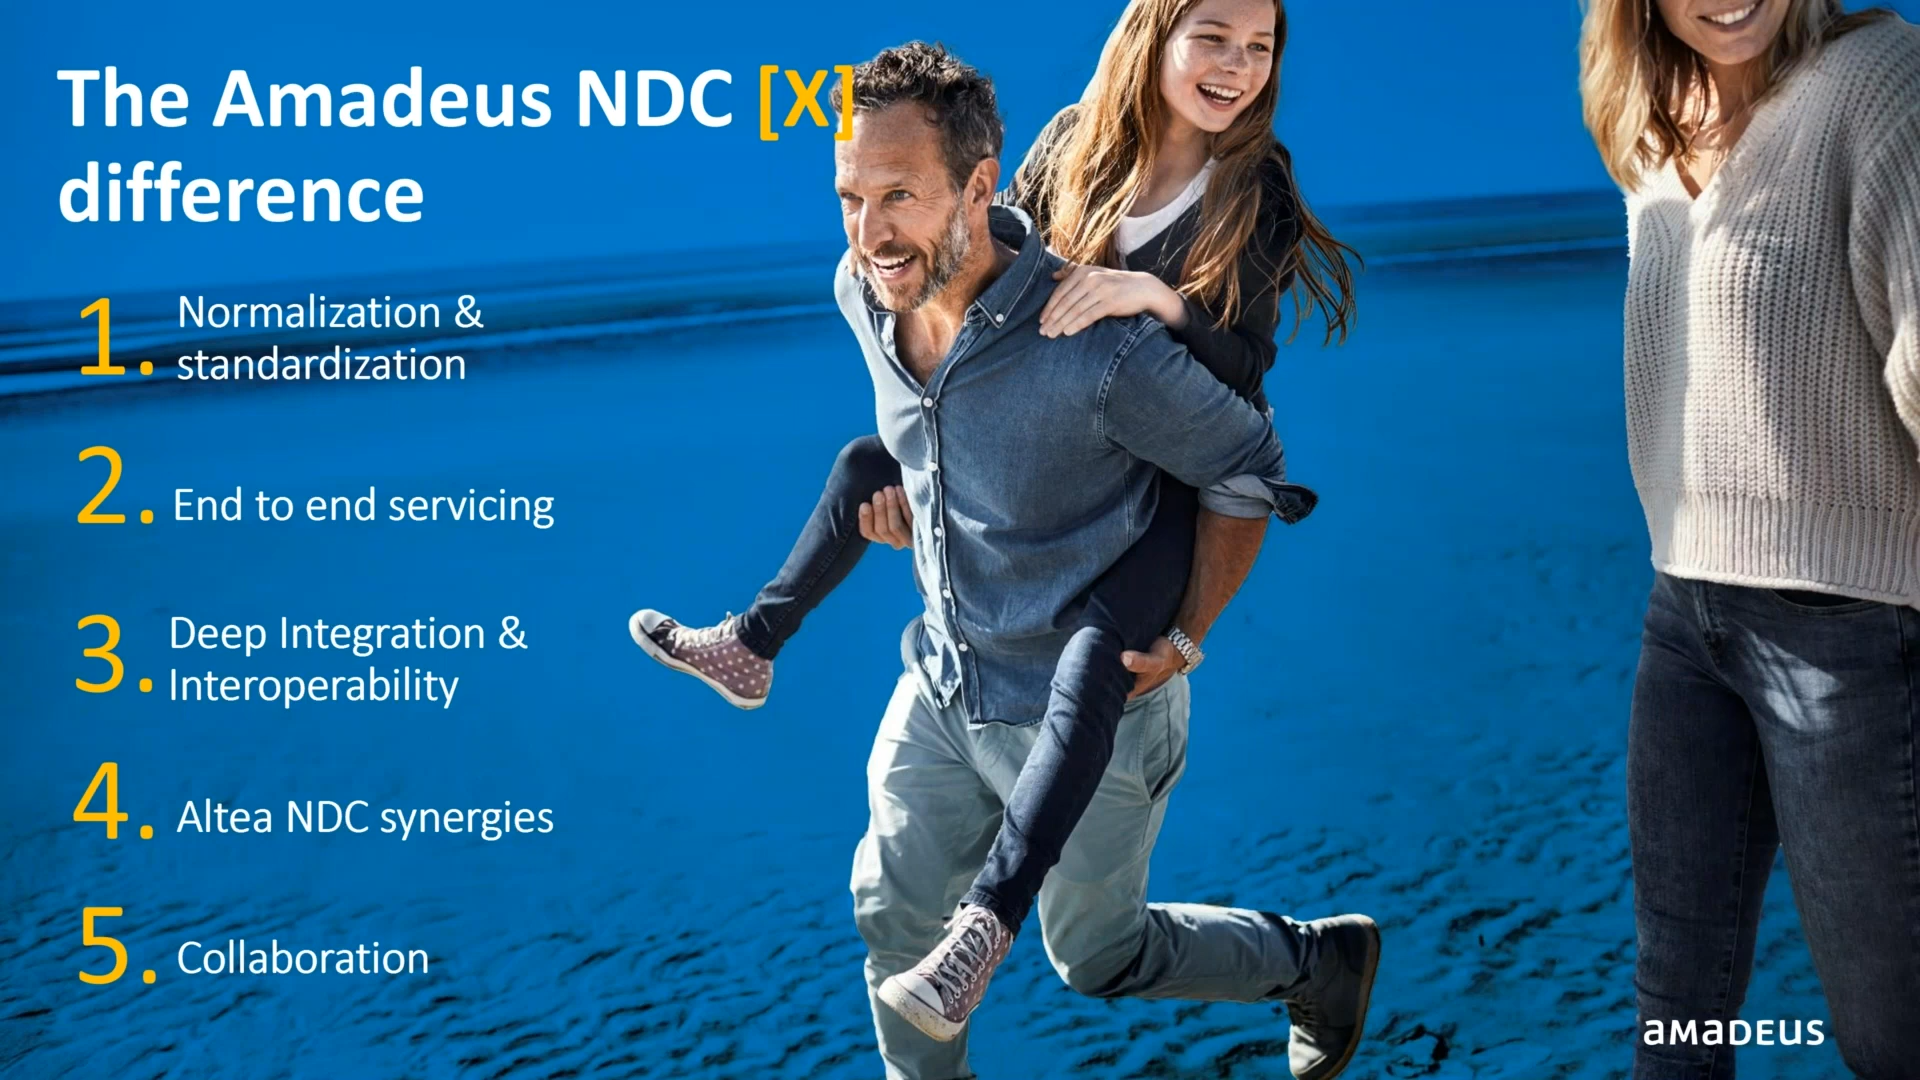 The Amadeus NDC [X]
difference
1. Normalization &
standardization
2. End to end servicing
3. Deep Integration &
Interoperability
4. Altea NDC synergies
5. Collaboration
aMaDEUS